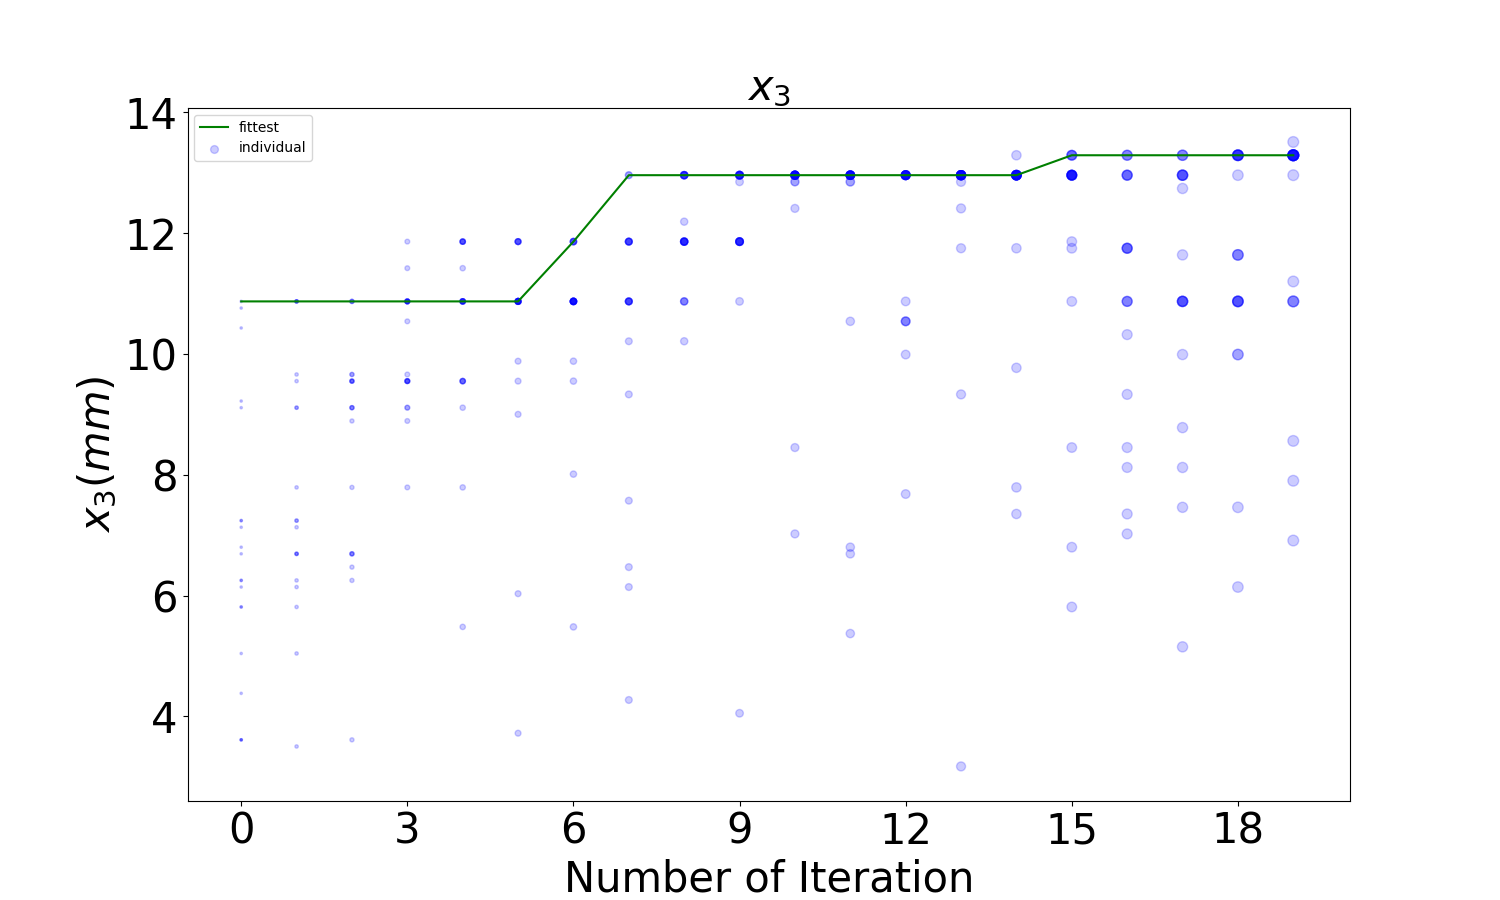 x₃
14
12
10
8
6
4
x₃(mm)
fittest
individual
0 3 6 9 12 15 18
Number of Iteration